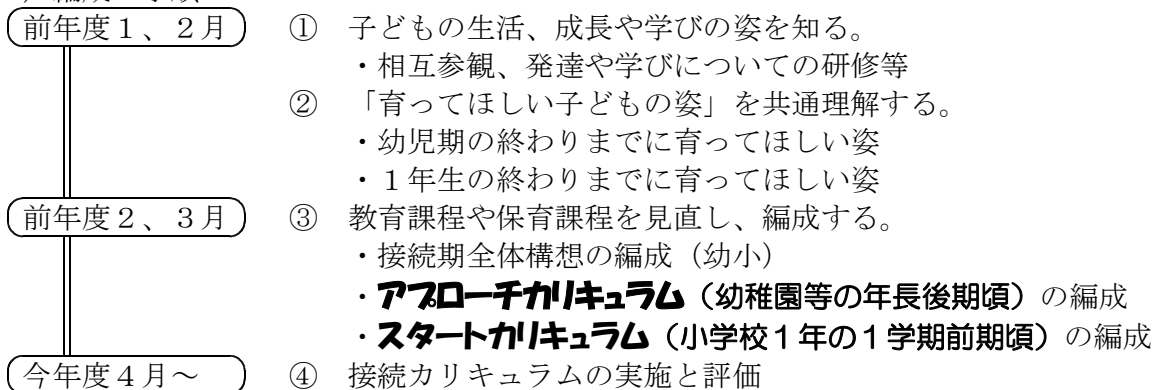 前年度１、２月 ① 子どもの生活、成長や学びの姿を知る。
・相互参観、発達や学びについての研修等
② 「育ってほしい子どもの姿」を共通理解する。
・幼児期の終わりまでに育ってほしい姿
・１年生の終わりまでに育ってほしい姿
前年度２、３月 ③ 教育課程や保育課程を見直し、編成する。
・接続期全体構想の編成（幼小）
・アプローチカリキュラム（幼稚園等の年長後期頃）の編成
・スタートカリキュラム（小学校１年の１学期前期頃）の編成
今年度４月～ ④ 接続カリキュラムの実施と評価